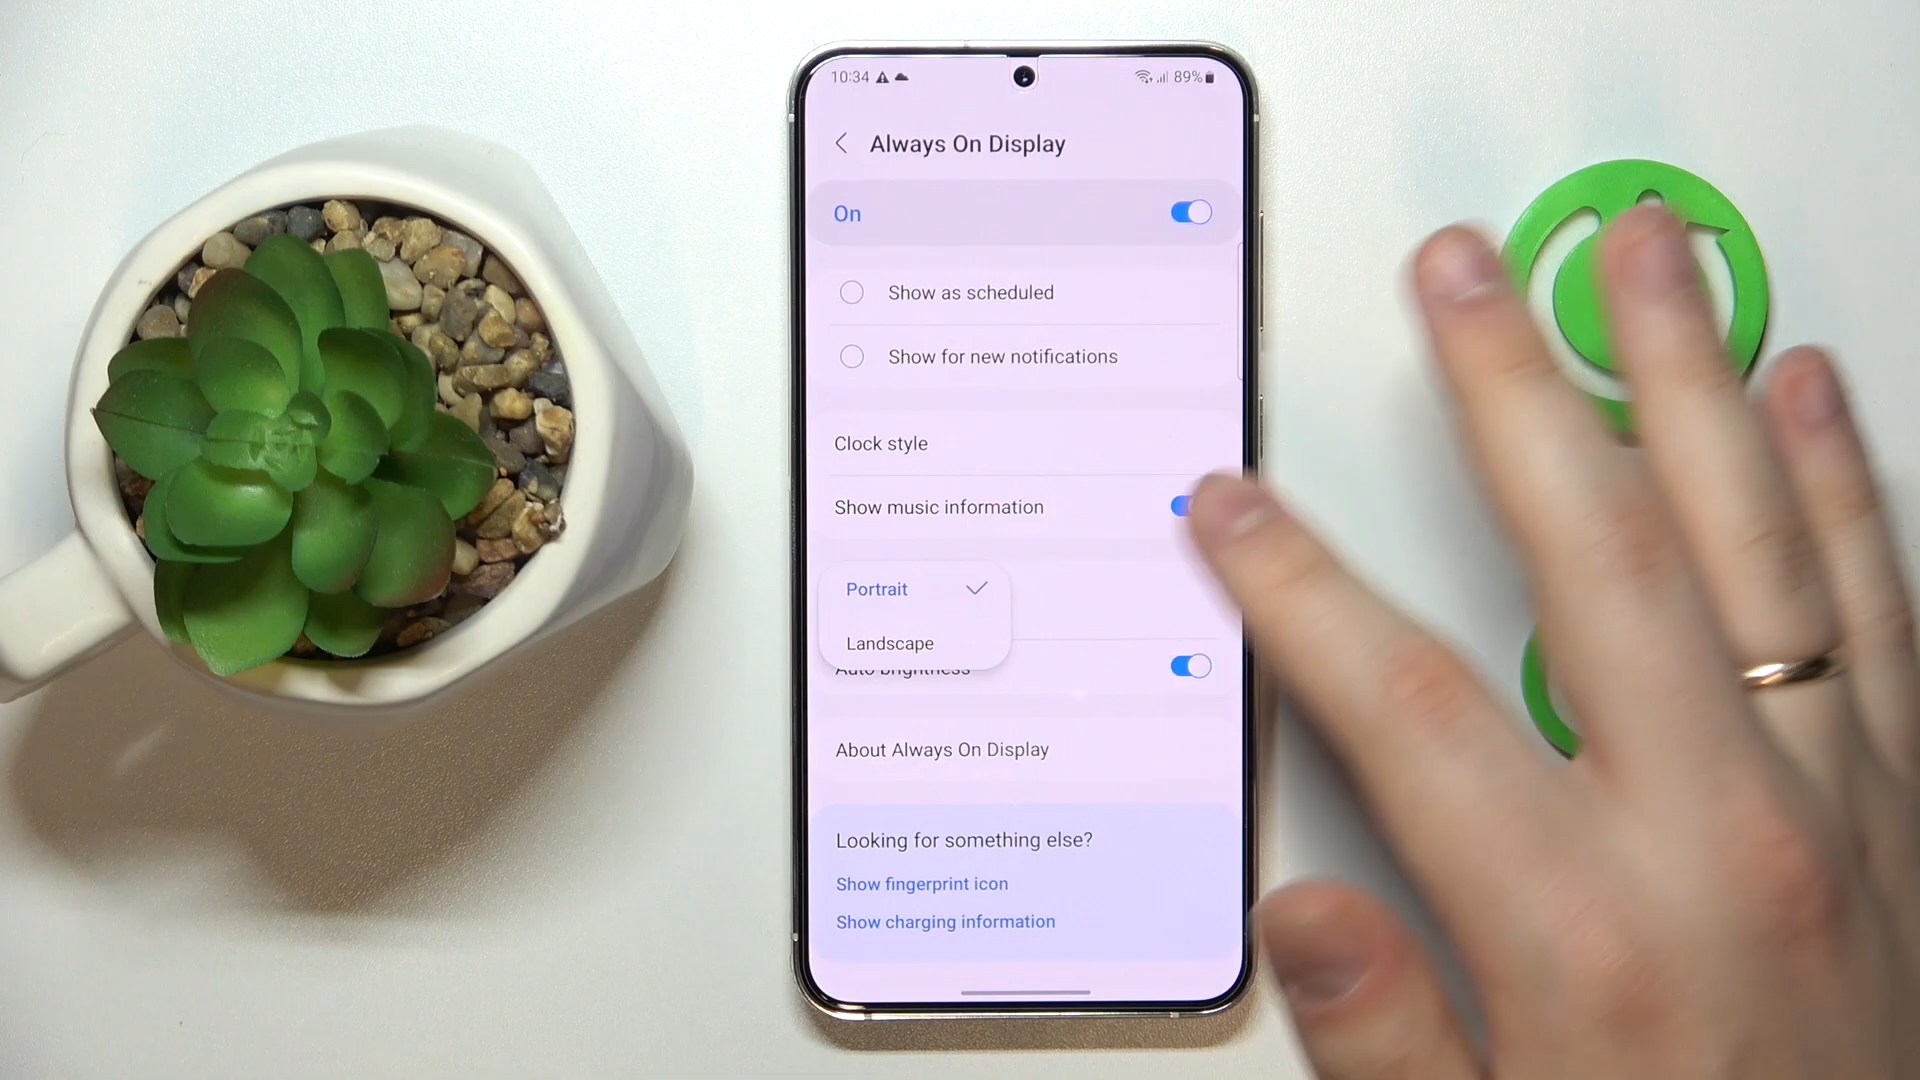 10:34
89%
Always On Display
On
Show as scheduled
Show for new notifications
Clock style
Show music information
Portrait
Landscape
Auto brightness
About Always On Display
Looking for something else?
Show fingerprint icon
Show charging information